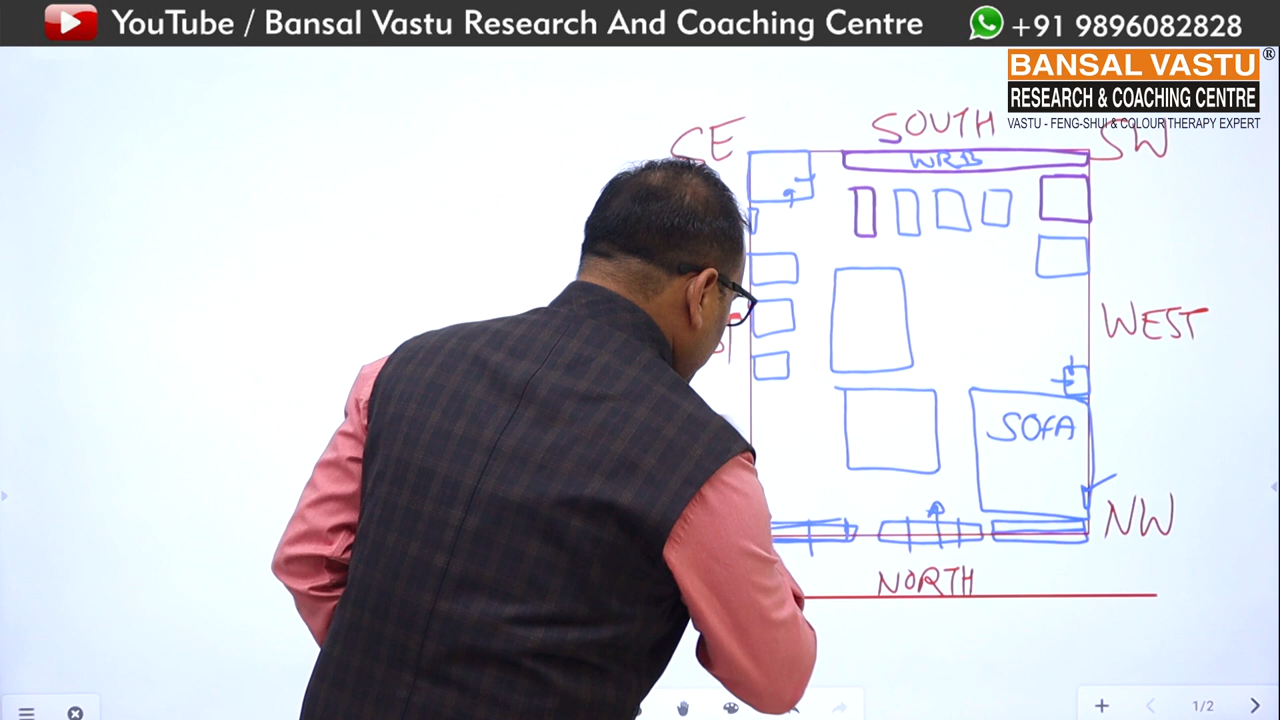 YouTube / Bansal Vastu Research And Coaching Centre
+91 9896082828
BANSAL VASTU®
RESEARCH & COACHING CENTRE
VASTU - FENG-SHUI & COLOUR THERAPY EXPERT
SE
SOUTH
SW
WRB
WEST
SOFA
NW
NORTH
1/2